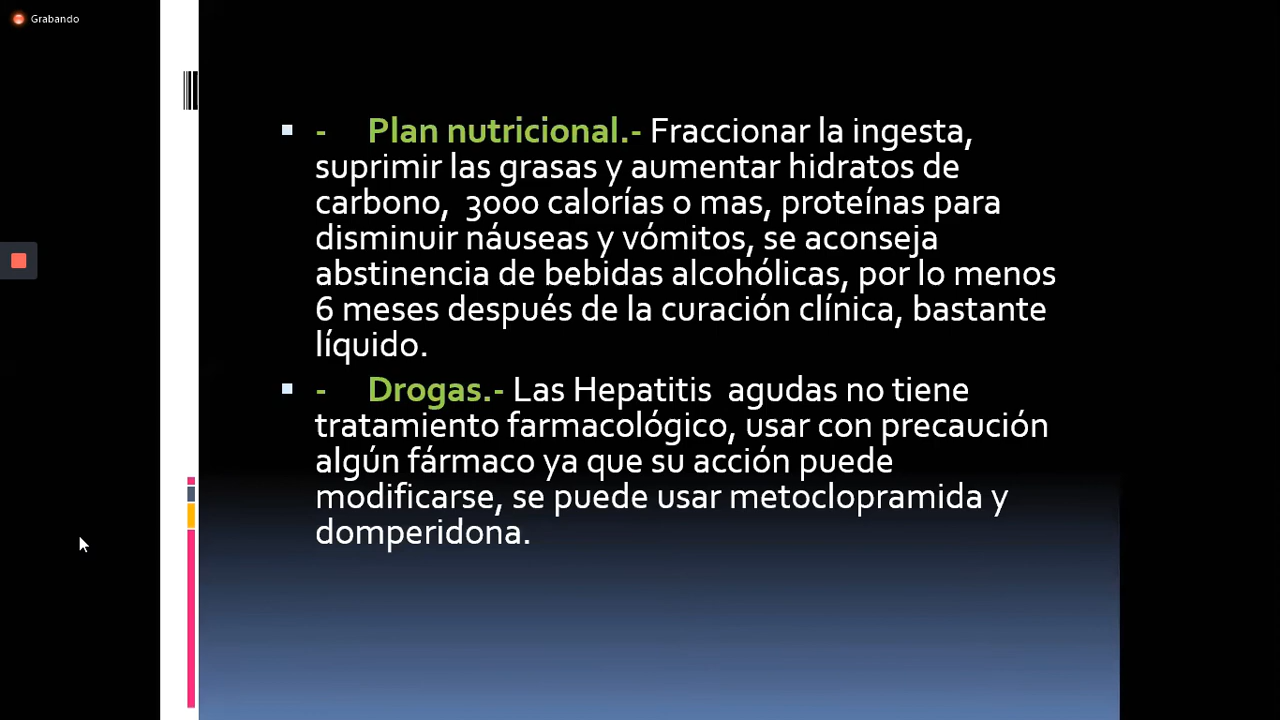 Grabando
- Plan nutricional.- Fraccionar la ingesta,
suprimir las grasas y aumentar hidratos de
carbono, 3000 calorías o mas, proteínas para
disminuir náuseas y vómitos, se aconseja
abstinencia de bebidas alcohólicas, por lo menos
6 meses después de la curación clínica, bastante
líquido.
- Drogas.- Las Hepatitis agudas no tiene
tratamiento farmacológico, usar con precaución
algún fármaco ya que su acción puede
modificarse, se puede usar metoclopramida y
domperidona.